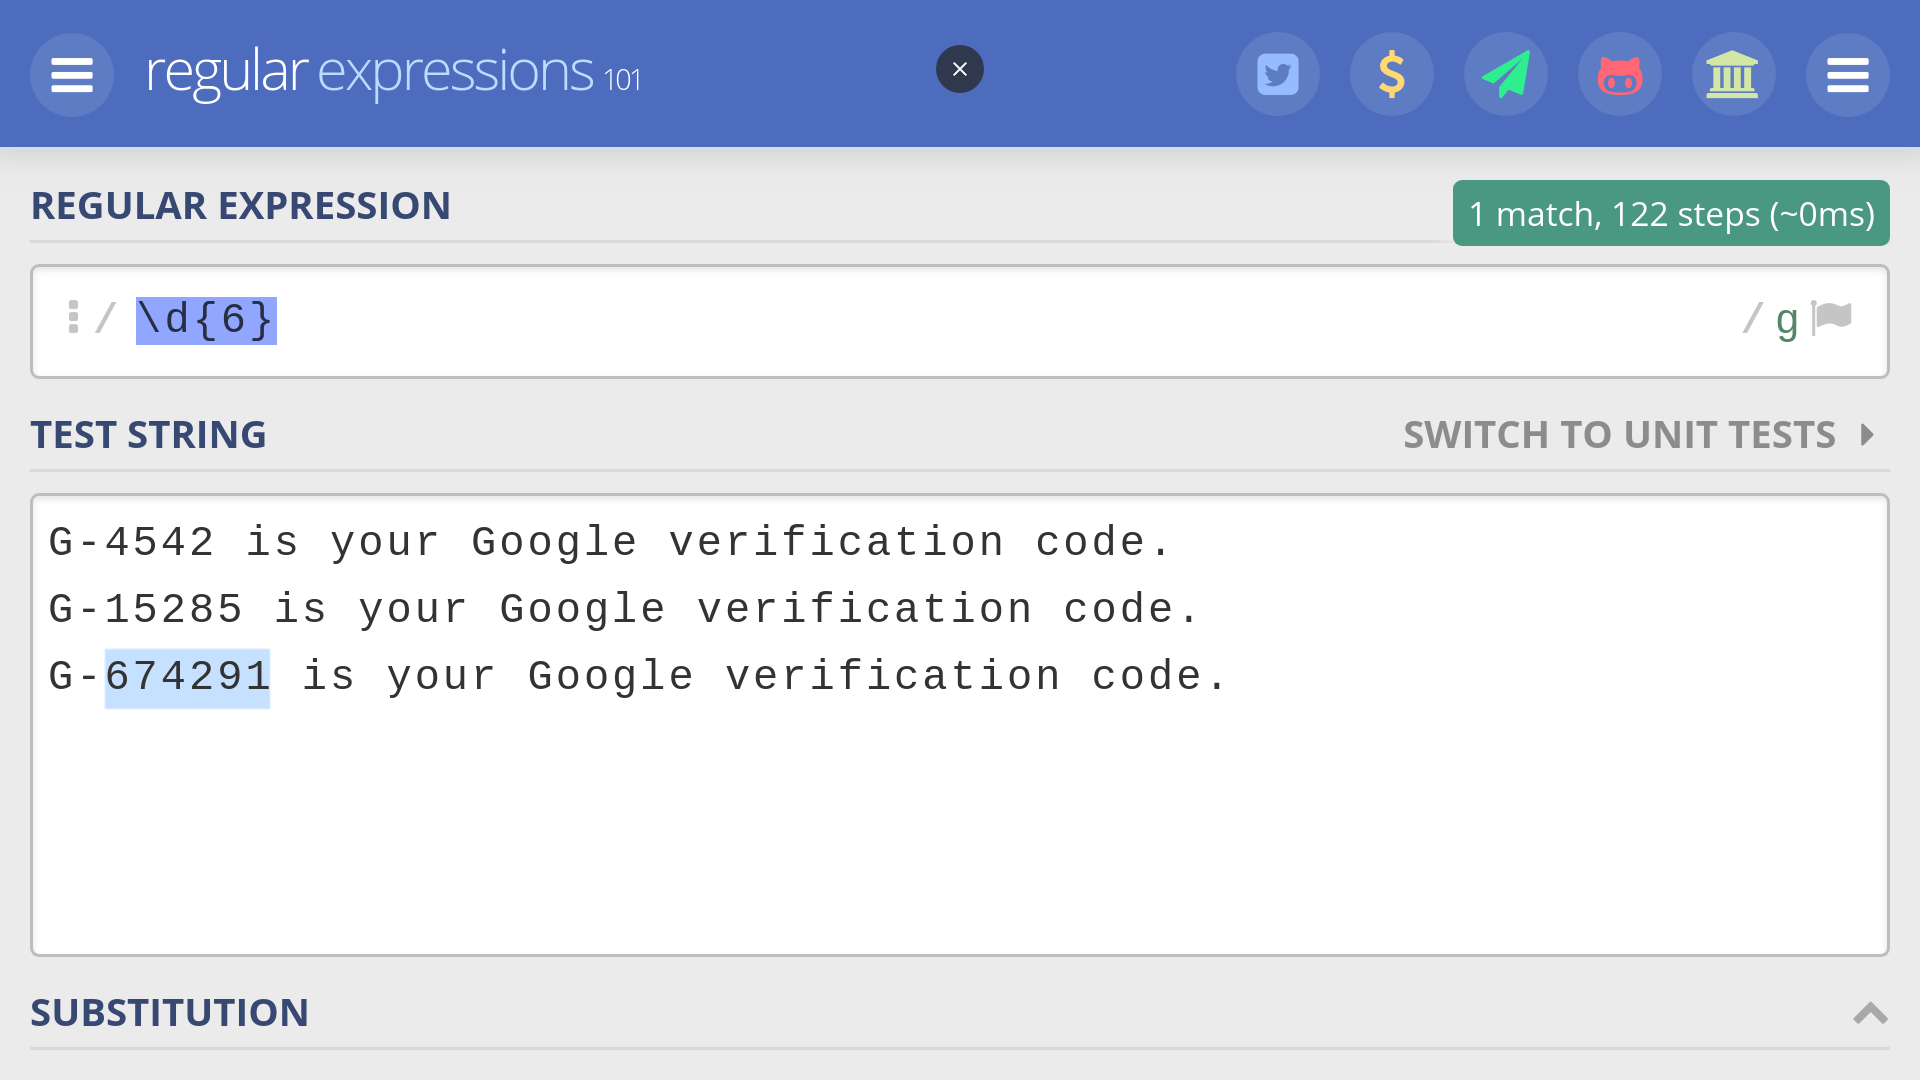 regular expressions 101
REGULAR EXPRESSION
1 match, 122 steps (~0ms)
/ \d{6} / g
TEST STRING
SWITCH TO UNIT TESTS
G-4542 is your Google verification code.
G-15285 is your Google verification code.
G-674291 is your Google verification code.
SUBSTITUTION